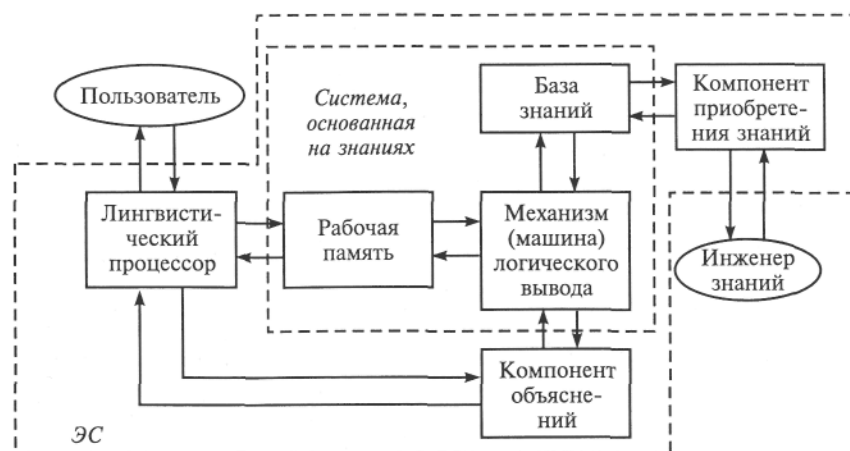 Пользователь
Система,
основанная
на знаниях
База
знаний
Компонент
приобрете-
ния знаний
Лингвисти-
ческий
процессор
Рабочая
память
Механизм
(машина)
логического
вывода
Инженер
знаний
Компонент
объясне-
ний
ЭС